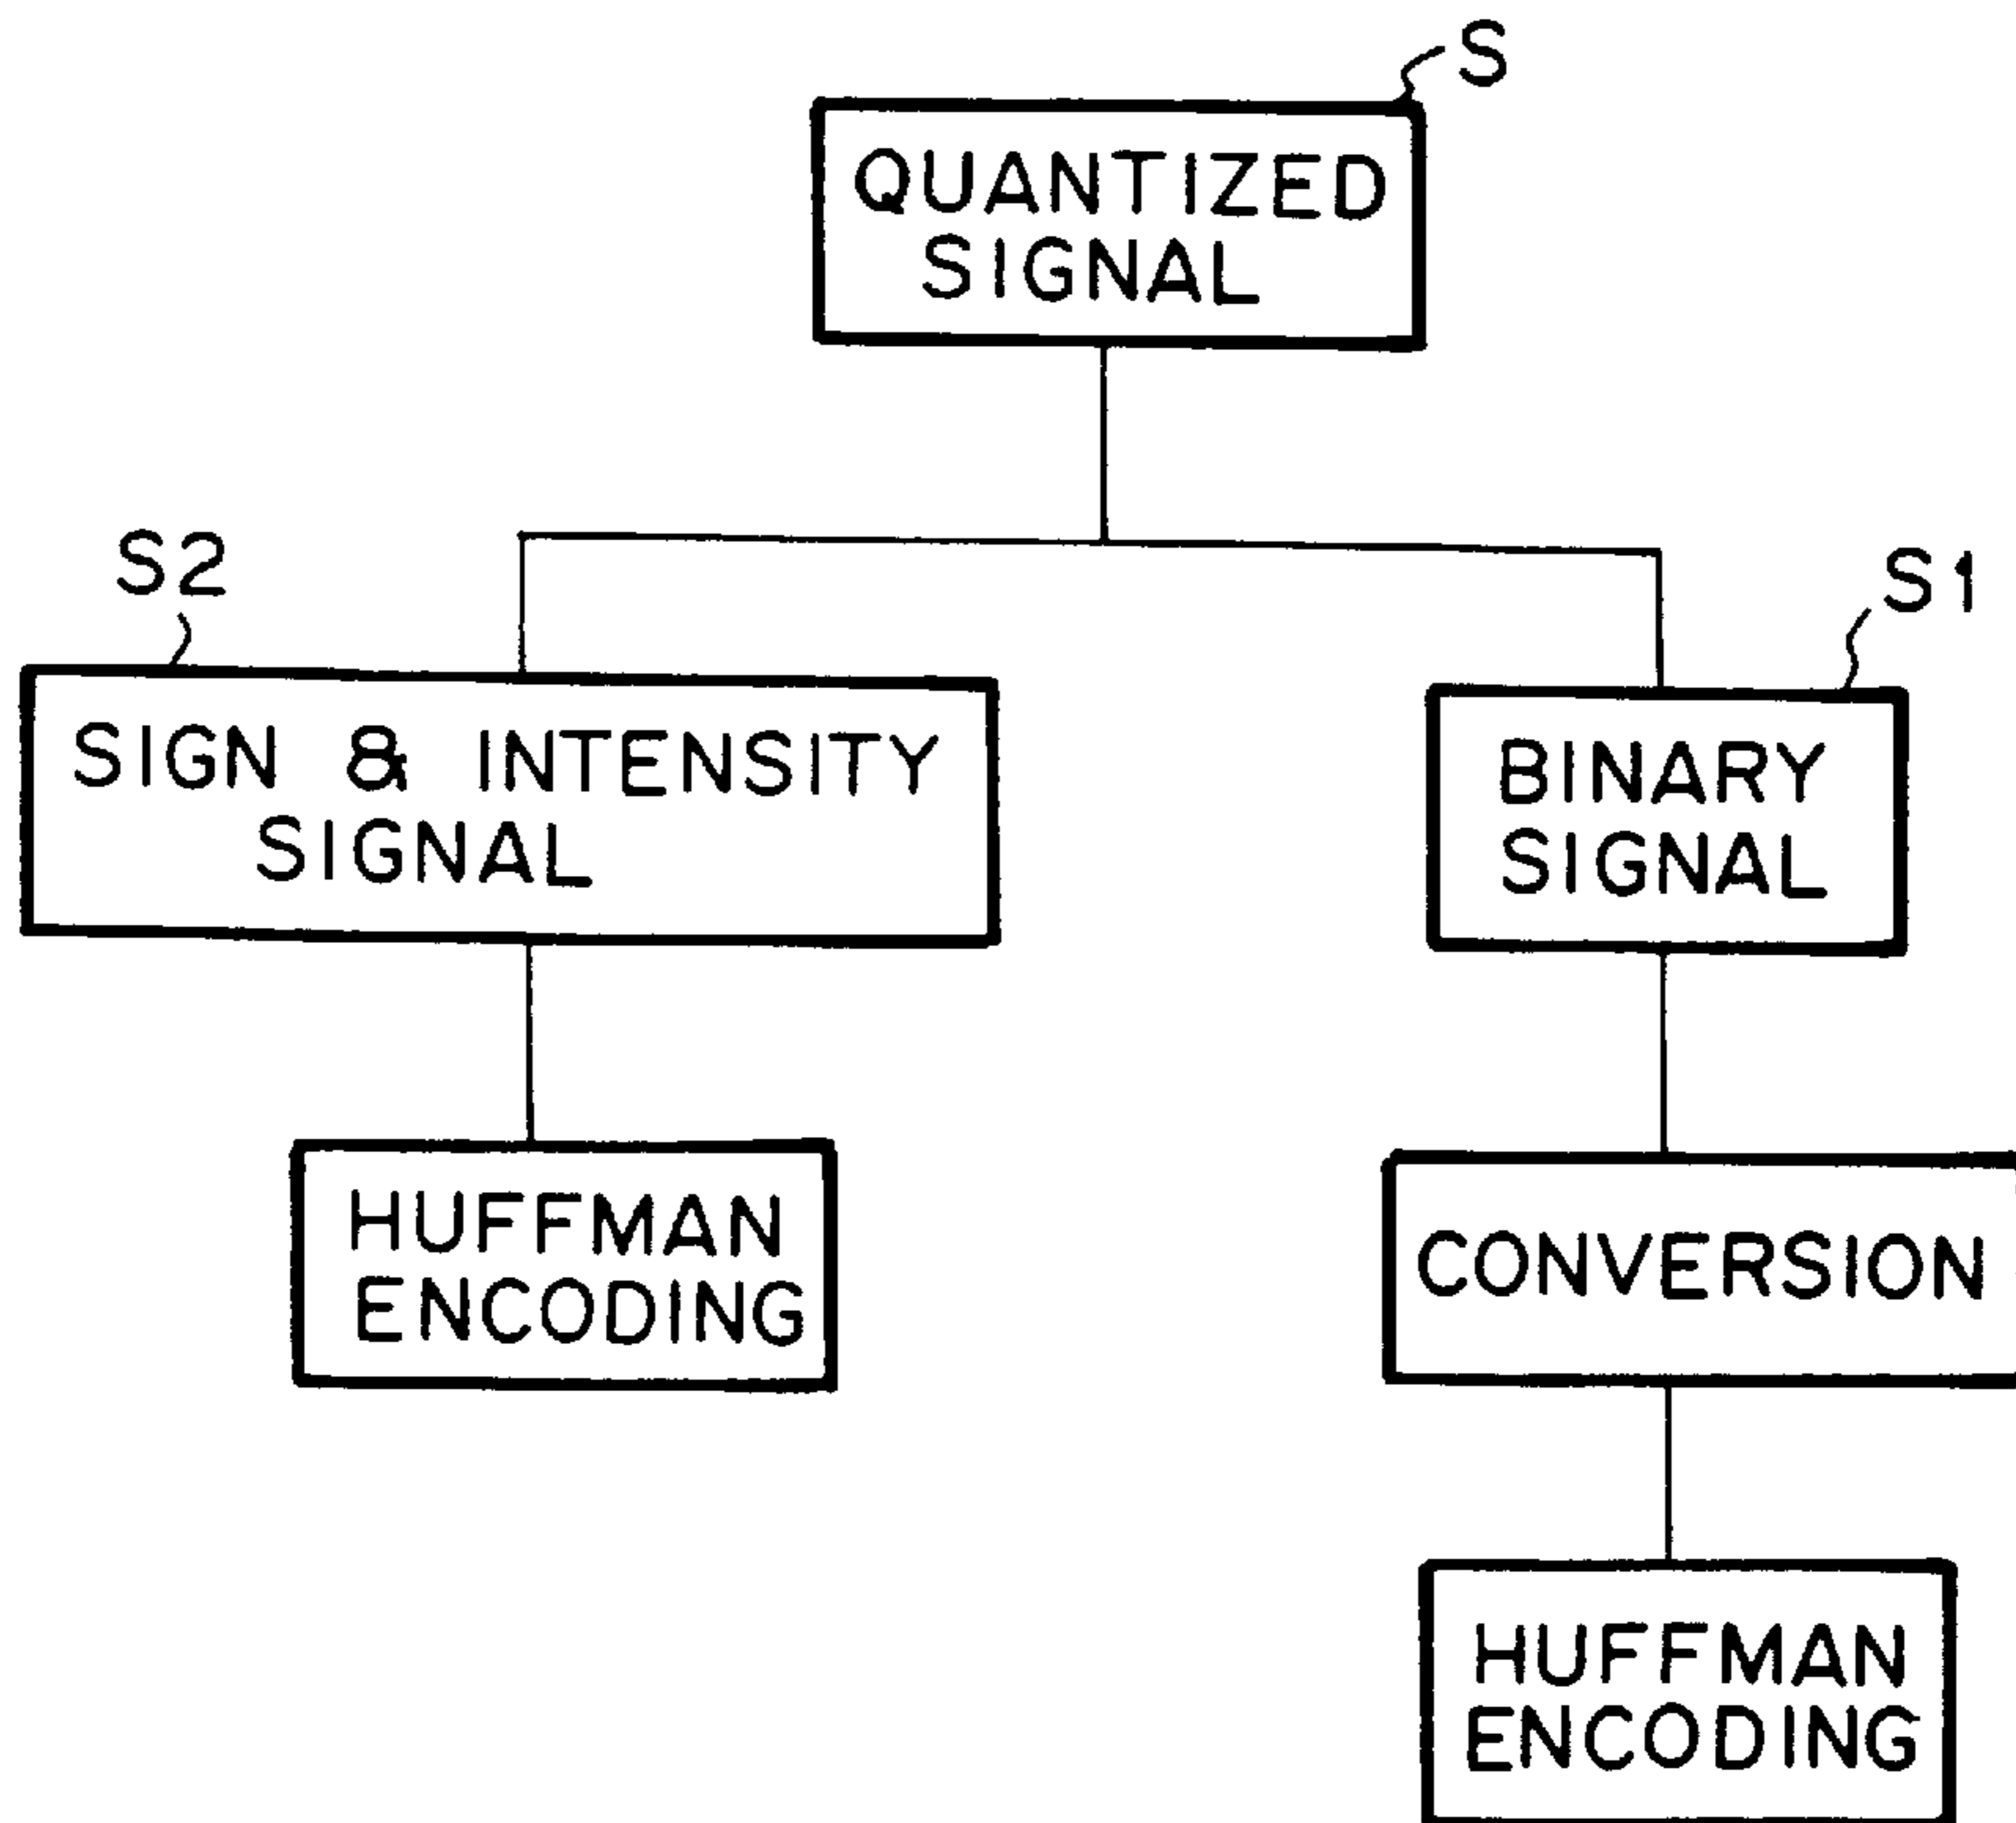 S
QUANTIZED
SIGNAL
S2
S1
SIGN & INTENSITY
SIGNAL
BINARY
SIGNAL
HUFFMAN
ENCODING
CONVERSION
HUFFMAN
ENCODING